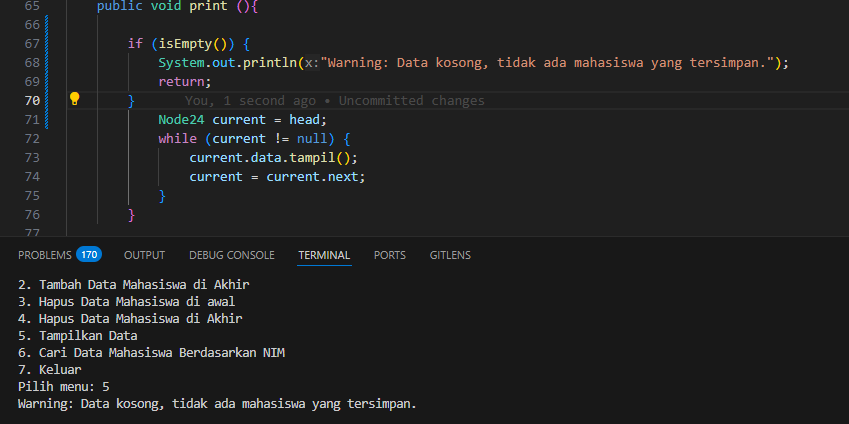 65 public void print (){
66
67 if (isEmpty()) {
68 System.out.println(x:"Warning: Data kosong, tidak ada mahasiswa yang tersimpan.");
69 return;
70 } You, 1 second ago • Uncommitted changes
71 Node24 current = head;
72 while (current != null) {
73 current.data.tampil();
74 current = current.next;
75 }
76 }
77
PROBLEMS 170 OUTPUT DEBUG CONSOLE TERMINAL PORTS GITLENS
2. Tambah Data Mahasiswa di Akhir
3. Hapus Data Mahasiswa di awal
4. Hapus Data Mahasiswa di Akhir
5. Tampilkan Data
6. Cari Data Mahasiswa Berdasarkan NIM
7. Keluar
Pilih menu: 5
Warning: Data kosong, tidak ada mahasiswa yang tersimpan.